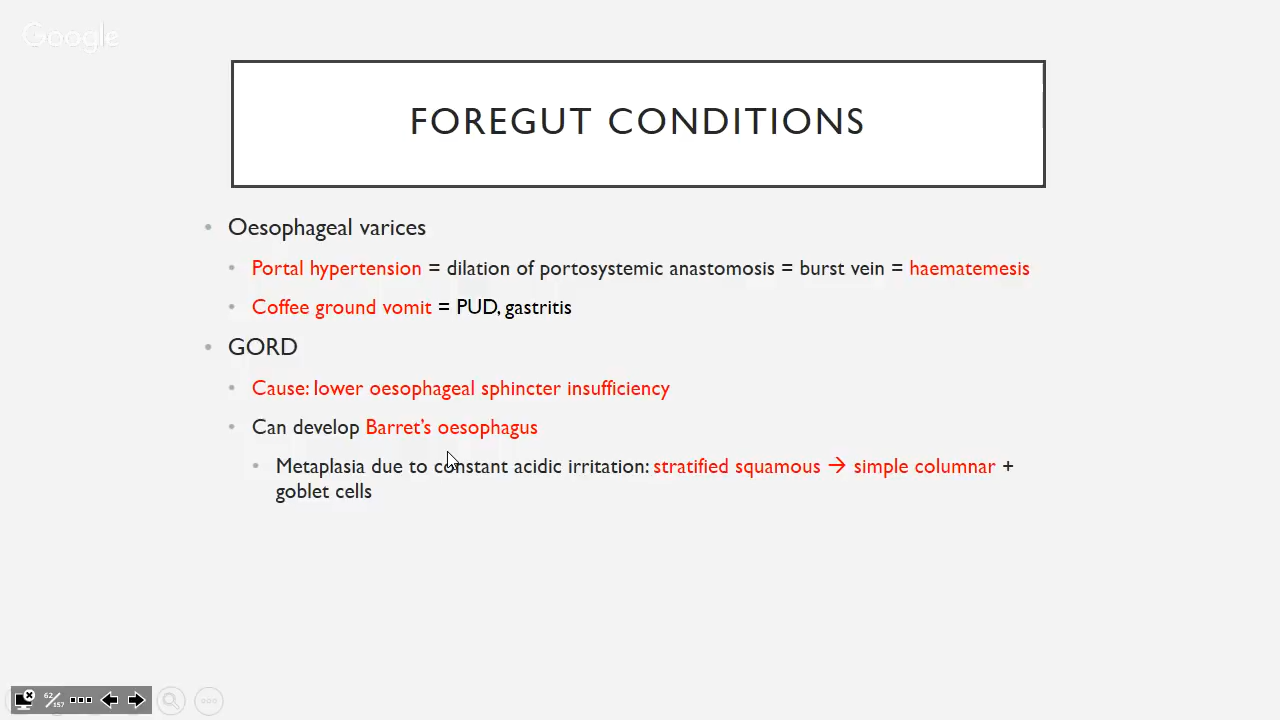 Google
FOREGUT CONDITIONS
• Oesophageal varices
• Portal hypertension = dilation of portosystemic anastomosis = burst vein = haematemesis
• Coffee ground vomit = PUD, gastritis
• GORD
• Cause: lower oesophageal sphincter insufficiency
• Can develop Barret's oesophagus
• Metaplasia due to constant acidic irritation: stratified squamous → simple columnar +
goblet cells
62/157